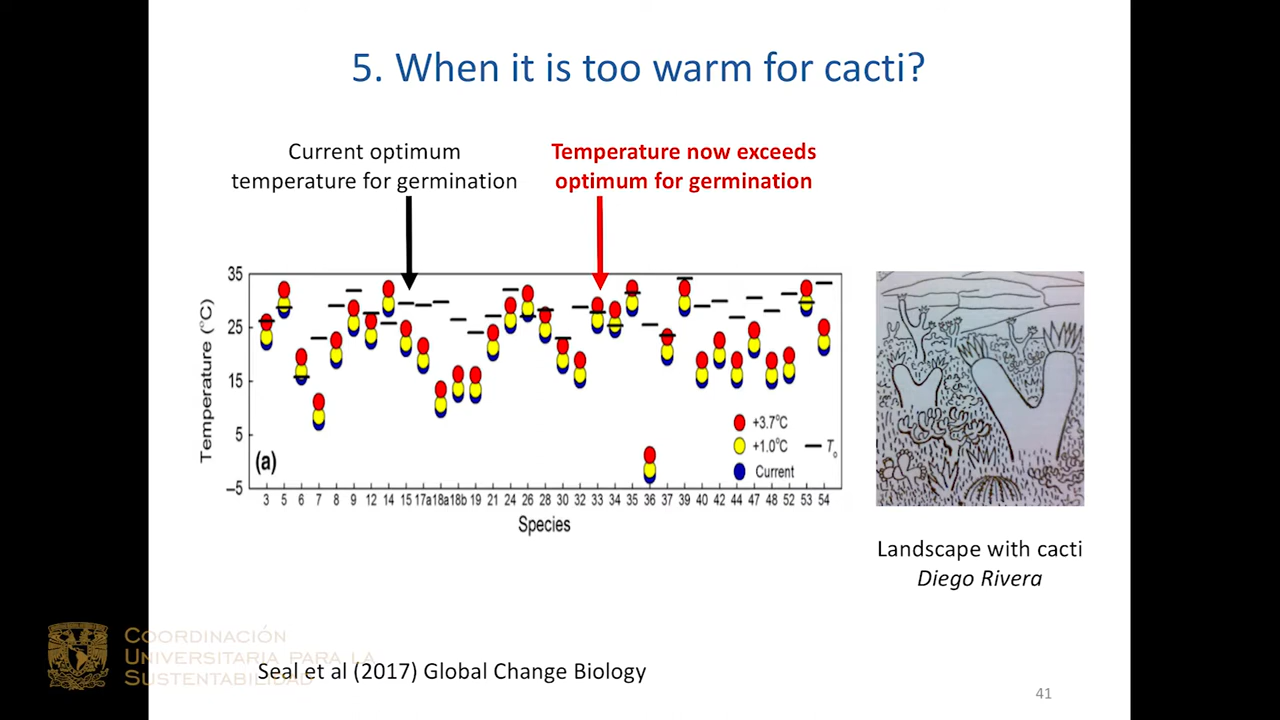 5. When it is too warm for cacti?
Current optimum
temperature for germination
Temperature now exceeds
optimum for germination
35
25
15
5
–5
Temperature (°C)
(a)
+3.7°C
+1.0°C
Current
To
3 5 6 7 8 9 12 14 15 17a 18a 18b 19 21 24 26 28 30 32 33 34 35 36 37 39 40 42 44 47 48 52 53 54
Species
Landscape with cacti
Diego Rivera
Coordinación
Universitaria para la
Sustentabilidad
Seal et al (2017) Global Change Biology
41